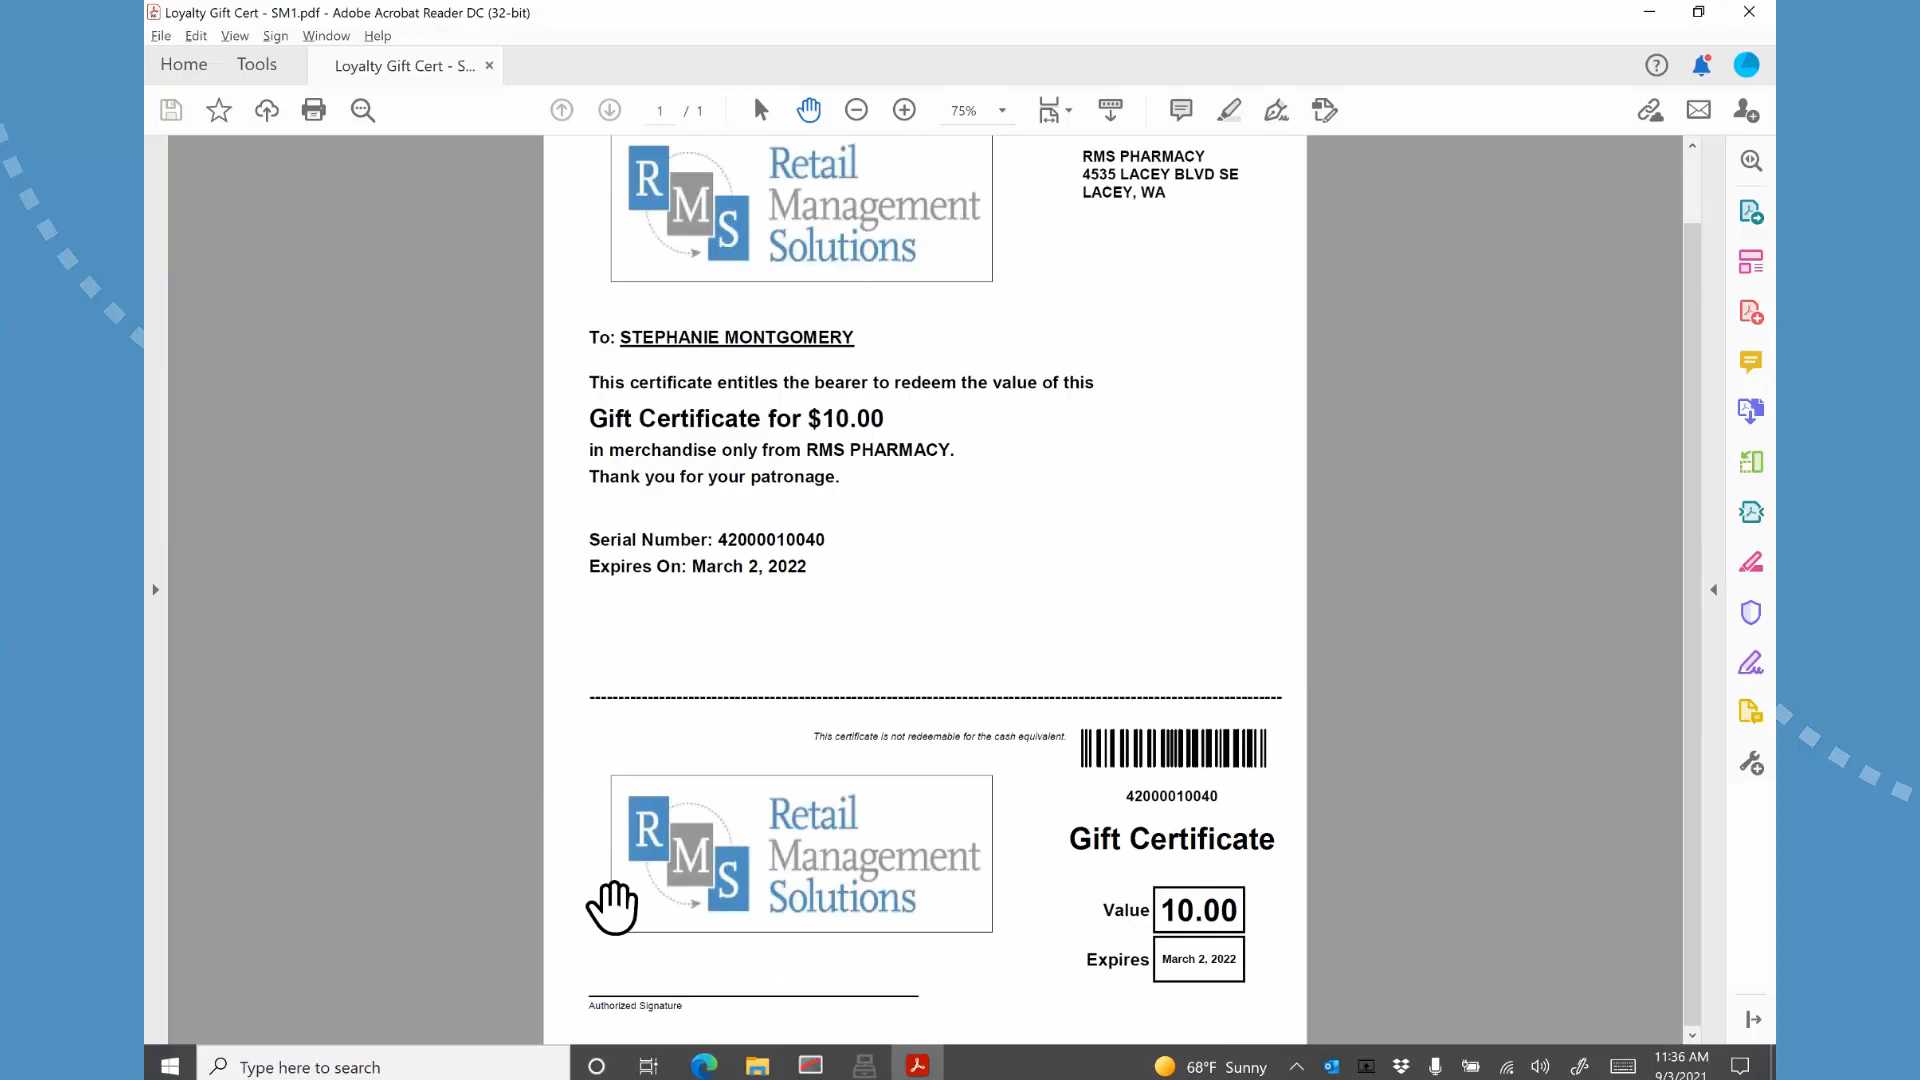 Loyalty Gift Cert - SM1.pdf - Adobe Acrobat Reader DC (32-bit)
File Edit View Sign Window Help
Home Tools Loyalty Gift Cert - S... ×
1 / 1 75%
RMS Retail Management Solutions
RMS PHARMACY
4535 LACEY BLVD SE
LACEY, WA
To: STEPHANIE MONTGOMERY
This certificate entitles the bearer to redeem the value of this
Gift Certificate for $10.00
in merchandise only from RMS PHARMACY.
Thank you for your patronage.
Serial Number: 42000010040
Expires On: March 2, 2022
This certificate is not redeemable for the cash equivalent.
42000010040
RMS Retail Management Solutions
Gift Certificate
Value 10.00
Expires March 2, 2022
Authorized Signature
Type here to search
68°F Sunny
11:36 AM
9/3/2021